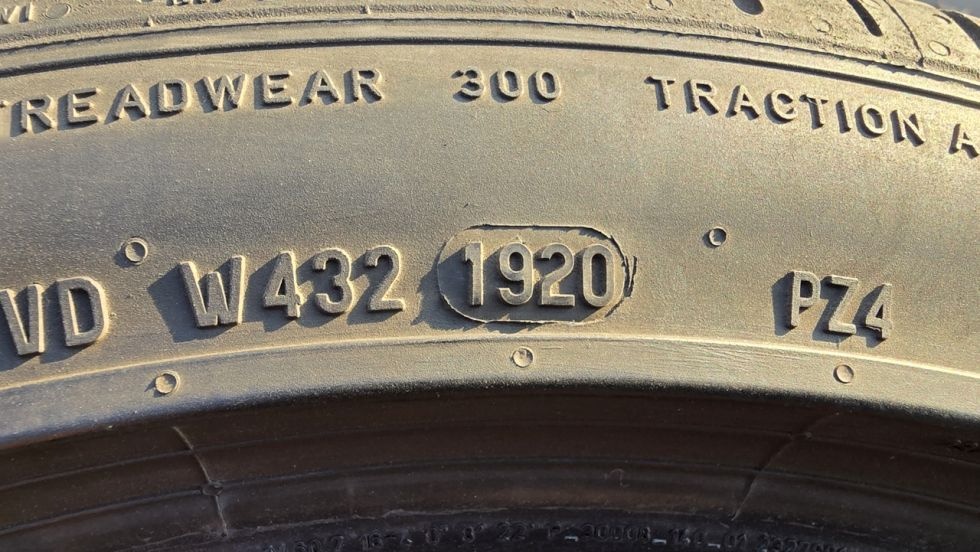 TREADWEAR 300 TRACTION A
VD W432 1920 PZ4